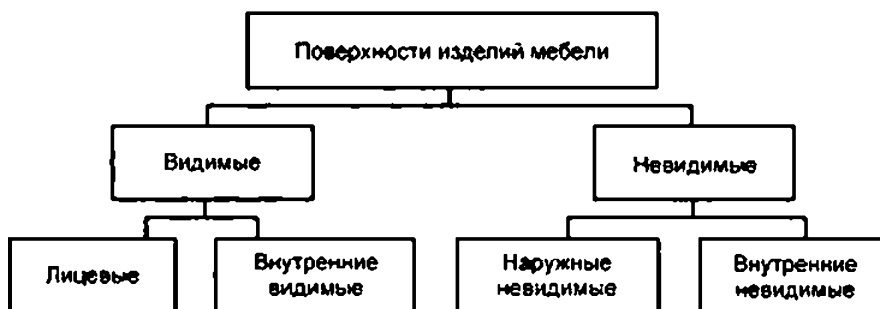 Поверхности изделий мебели
Видимые
Невидимые
Лицевые
Внутренние
видимые
Наружные
невидимые
Внутренние
невидимые